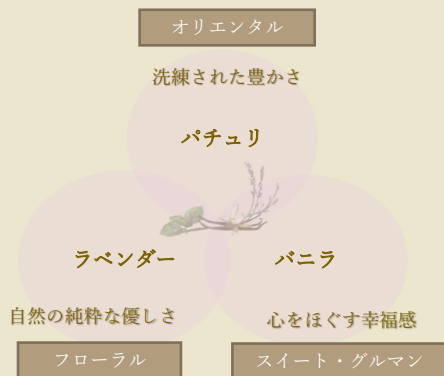 オリエンタル
洗練された豊かさ
パチュリ
ラベンダー
バニラ
自然の純粋な優しさ
心をほぐす幸福感
フローラル
スイート・グルマン